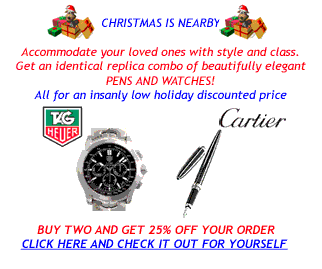 CHRISTMAS IS NEARBY
Accommodate your loved ones with style and class.
Get an identical replica combo of beautifully elegant
PENS AND WATCHES!
All for an insanly low holiday discounted price
TAG
HEUER
Cartier
BUY TWO AND GET 25% OFF YOUR ORDER
CLICK HERE AND CHECK IT OUT FOR YOURSELF